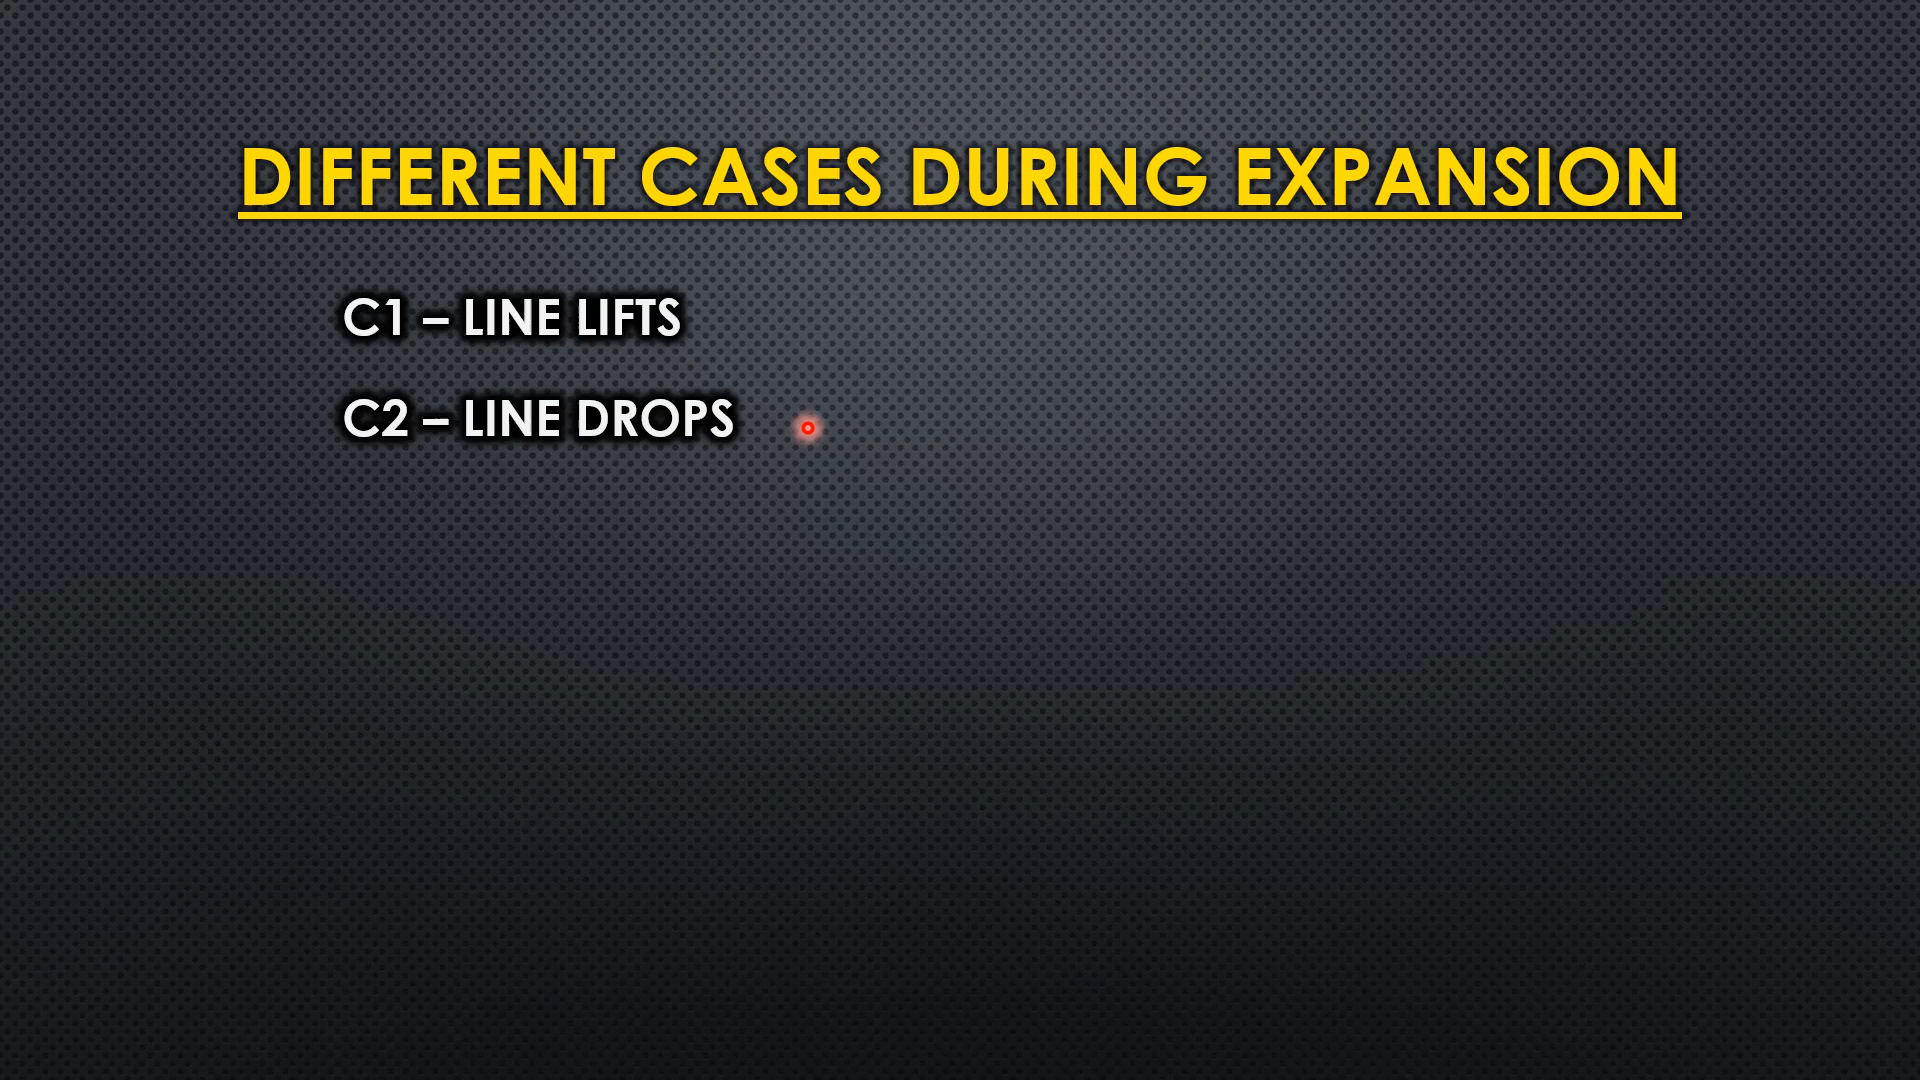 DIFFERENT CASES DURING EXPANSION
C1 – LINE LIFTS
C2 – LINE DROPS